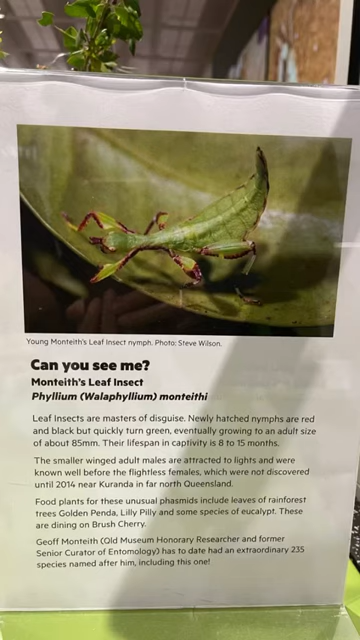 Young Monteith's Leaf Insect nymph. Photo: Steve Wilson.
Can you see me?
Monteith's Leaf Insect
Phyllium (Walaphyllium) monteithi
Leaf Insects are masters of disguise. Newly hatched nymphs are red
and black but quickly turn green, eventually growing to an adult size
of about 85mm. Their lifespan in captivity is 8 to 15 months.
The smaller winged adult males are attracted to lights and were
known well before the flightless females, which were not discovered
until 2014 near Kuranda in far north Queensland.
Food plants for these unusual phasmids include leaves of rainforest
trees Golden Penda, Lilly Pilly and some species of eucalypt. These
are dining on Brush Cherry.
Geoff Monteith (Qld Museum Honorary Researcher and former
Senior Curator of Entomology) has to date had an extraordinary 235
species named after him, including this one!